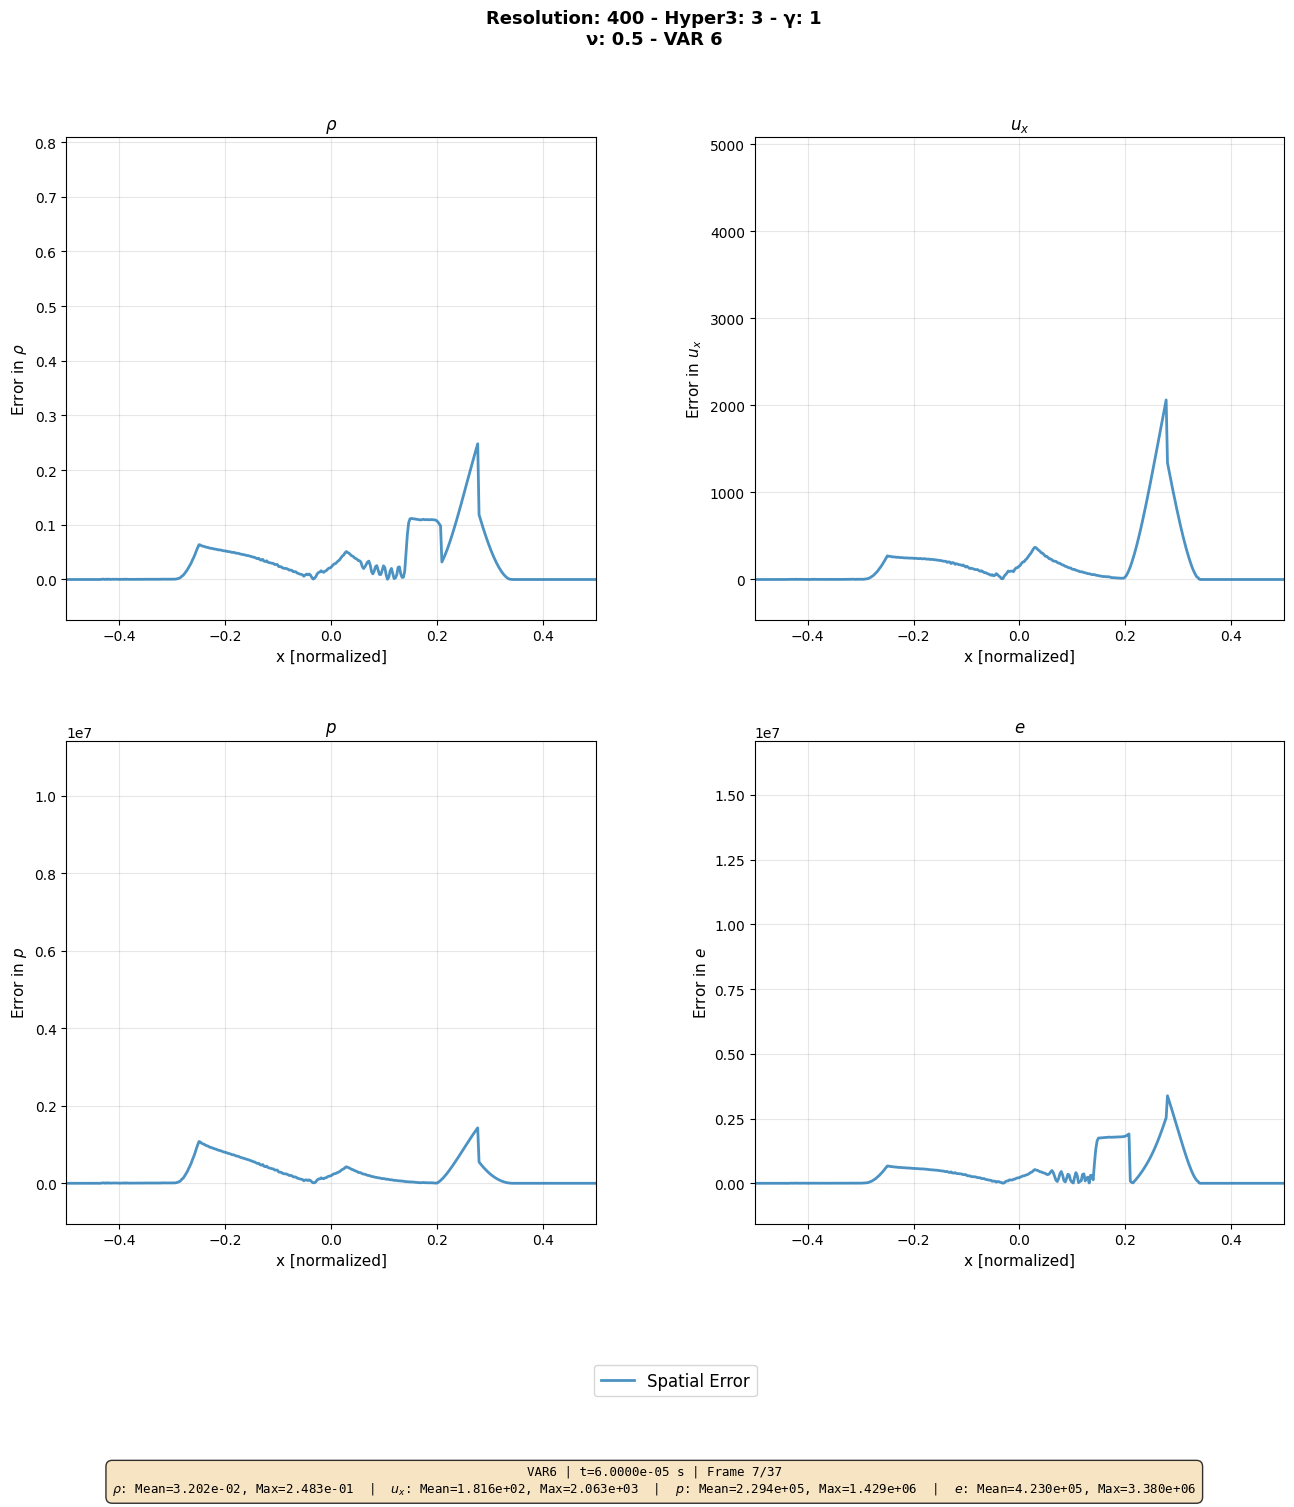 Resolution: 400 - Hyper3: 3 - γ: 1
ν: 0.5 - VAR 6
ρ
0.8
0.7
0.6
0.5
0.4
0.3
0.2
0.1
0.0
Error in ρ
−0.4 −0.2 0.0 0.2 0.4
x [normalized]
u_x
5000
4000
3000
2000
1000
0
Error in u_x
−0.4 −0.2 0.0 0.2 0.4
x [normalized]
p
1e7
1.0
0.8
0.6
0.4
0.2
0.0
Error in p
−0.4 −0.2 0.0 0.2 0.4
x [normalized]
e
1e7
1.50
1.25
1.00
0.75
0.50
0.25
0.00
Error in e
−0.4 −0.2 0.0 0.2 0.4
x [normalized]
Spatial Error
VAR6 | t=6.0000e-05 s | Frame 7/37
ρ: Mean=3.202e-02, Max=2.483e-01 | u_x: Mean=1.816e+02, Max=2.063e+03 | p: Mean=2.294e+05, Max=1.429e+06 | e: Mean=4.230e+05, Max=3.380e+06